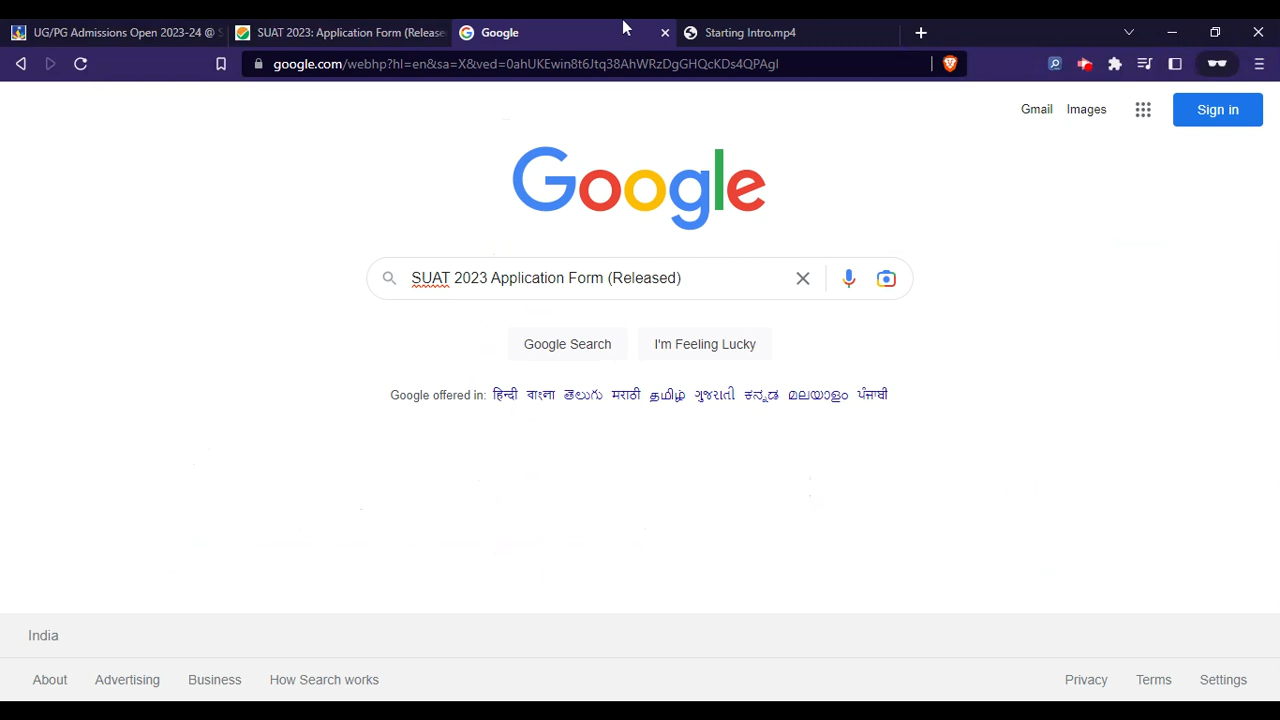 UG/PG Admissions Open 2023-24 @ S
SUAT 2023: Application Form (Release
Google
Starting Intro.mp4
google.com/webhp?hl=en&sa=X&ved=0ahUKEwin8t6Jtq38AhWRzDgGHQcKDs4QPAgI
Gmail Images Sign in
Google
SUAT 2023 Application Form (Released)
Google Search I'm Feeling Lucky
Google offered in: हिन्दी বাংলা తెలుగు मराठी தமிழ் ગુજરાતી ಕನ್ನಡ മലയാളം ਪੰਜਾਬੀ
India
About Advertising Business How Search works Privacy Terms Settings